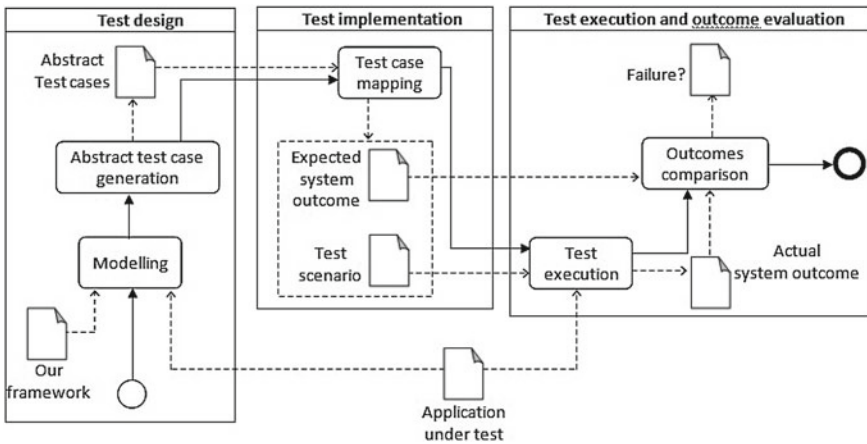 Test design
Test implementation
Test execution and outcome evaluation
Abstract
Test cases
Test case
mapping
Failure?
Abstract test case
generation
Expected
system
outcome
Outcomes
comparison
Modelling
Test
scenario
Test
execution
Actual
system outcome
Our
framework
Application
under test